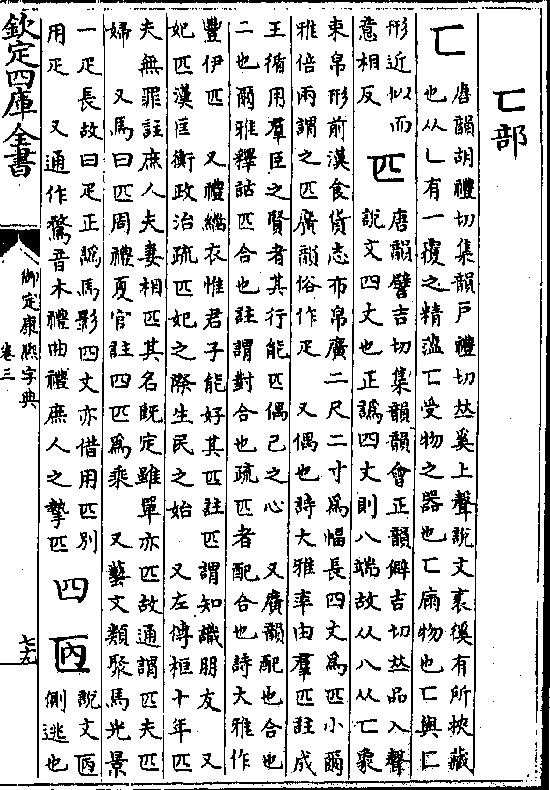 匸部
匸 唐韻胡禮切集韻戸禮切𠀤奚上聲說文衺徯有所挾藏
也从乚有一覆之精蕰匸受物之器也匸庙物也匸與匚
形近似而
意相反
匹 唐韻譬吉切集韻韻會正韻僻吉切𠀤品入聲
說文四丈也正譌四丈則八端故从八从匸象
束帛形前漢食貨志布帛廣二尺二寸爲幅長四丈爲匹小爾
雅倍兩謂之匹廣韻俗作疋 又偶也詩大雅率由羣匹註成
王循用羣臣之賢者其行能匹偶己之心 又廣韻配也合也
二也爾雅釋詁匹合也註謂對合也疏匹者配合也詩大雅作
豐伊匹 又禮緇衣惟君子能好其匹註匹謂知識朋友 又
妃匹漢匡衡政治疏匹妃之際生民之始 又左傳桓十年匹
夫無罪註庶人夫妻相匹其名旣定雖單亦匹故通謂匹夫匹
婦 又馬曰匹周禮夏官註四匹爲乘 又藝文類聚馬光景
一疋長故曰疋正譌馬影四丈亦借用匹別
用疋 又通作鶩音木禮曲禮庶人之摯匹
四
㔷 說文㔷
側逃也
欽定四庫全書
御定康熙字典
卷三
七九